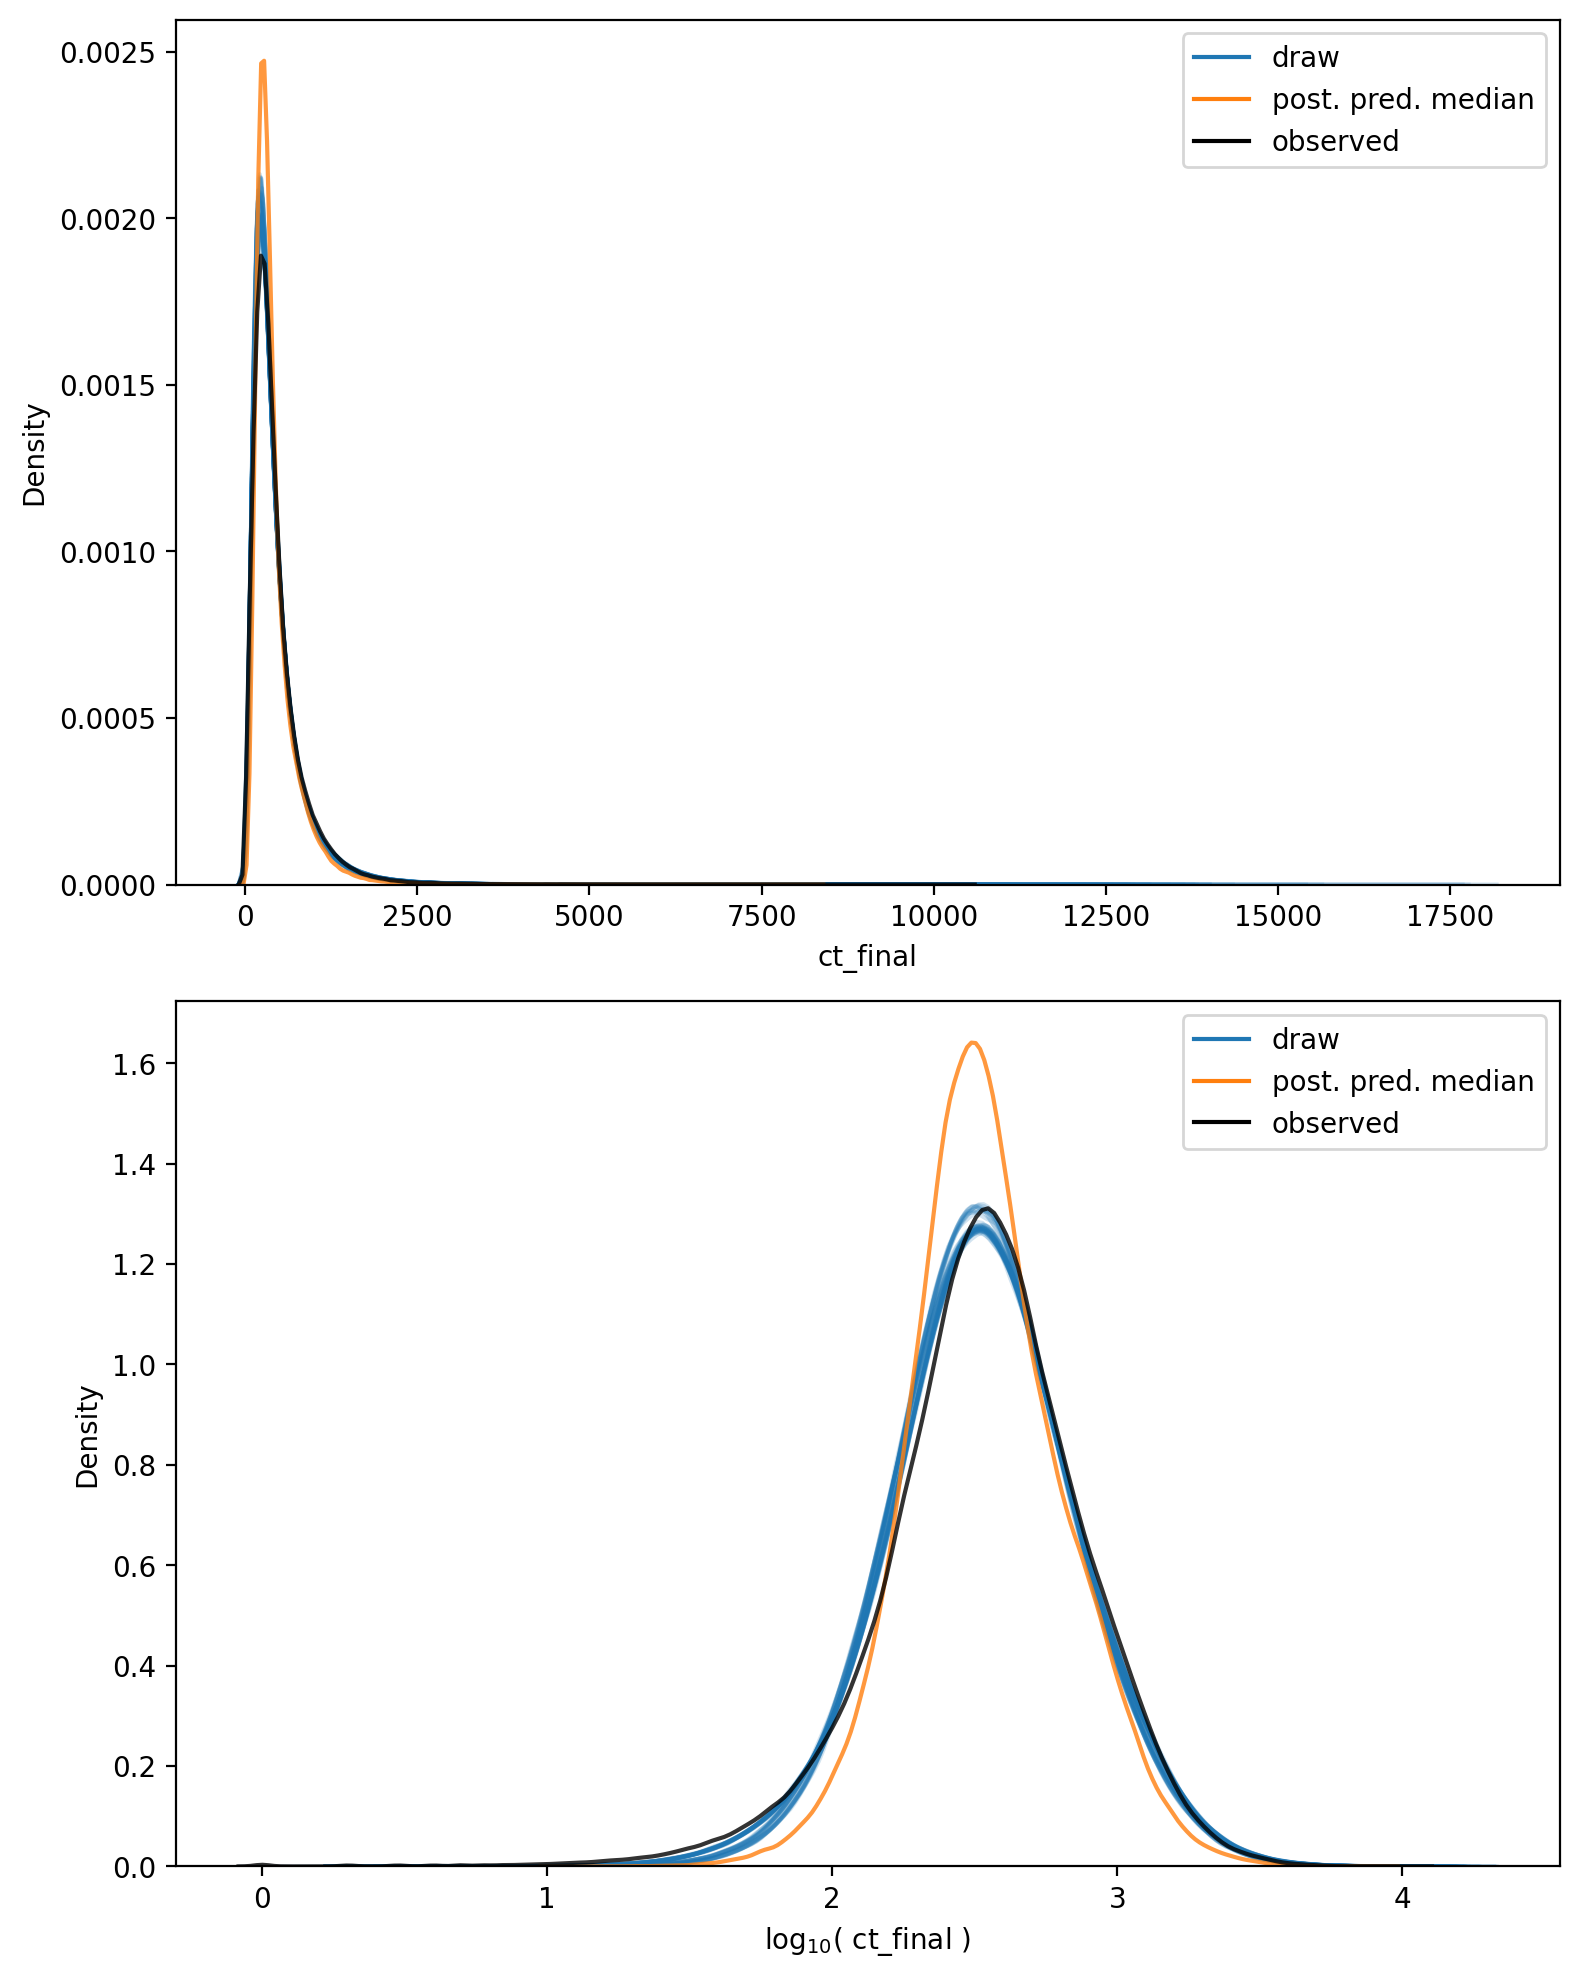 0.0025
0.0020
0.0015
0.0010
0.0005
0.0000
Density
draw
post. pred. median
observed
0 2500 5000 7500 10000 12500 15000 17500
ct_final
1.6
1.4
1.2
1.0
0.8
0.6
0.4
0.2
0.0
Density
draw
post. pred. median
observed
0 1 2 3 4
log₁₀( ct_final )